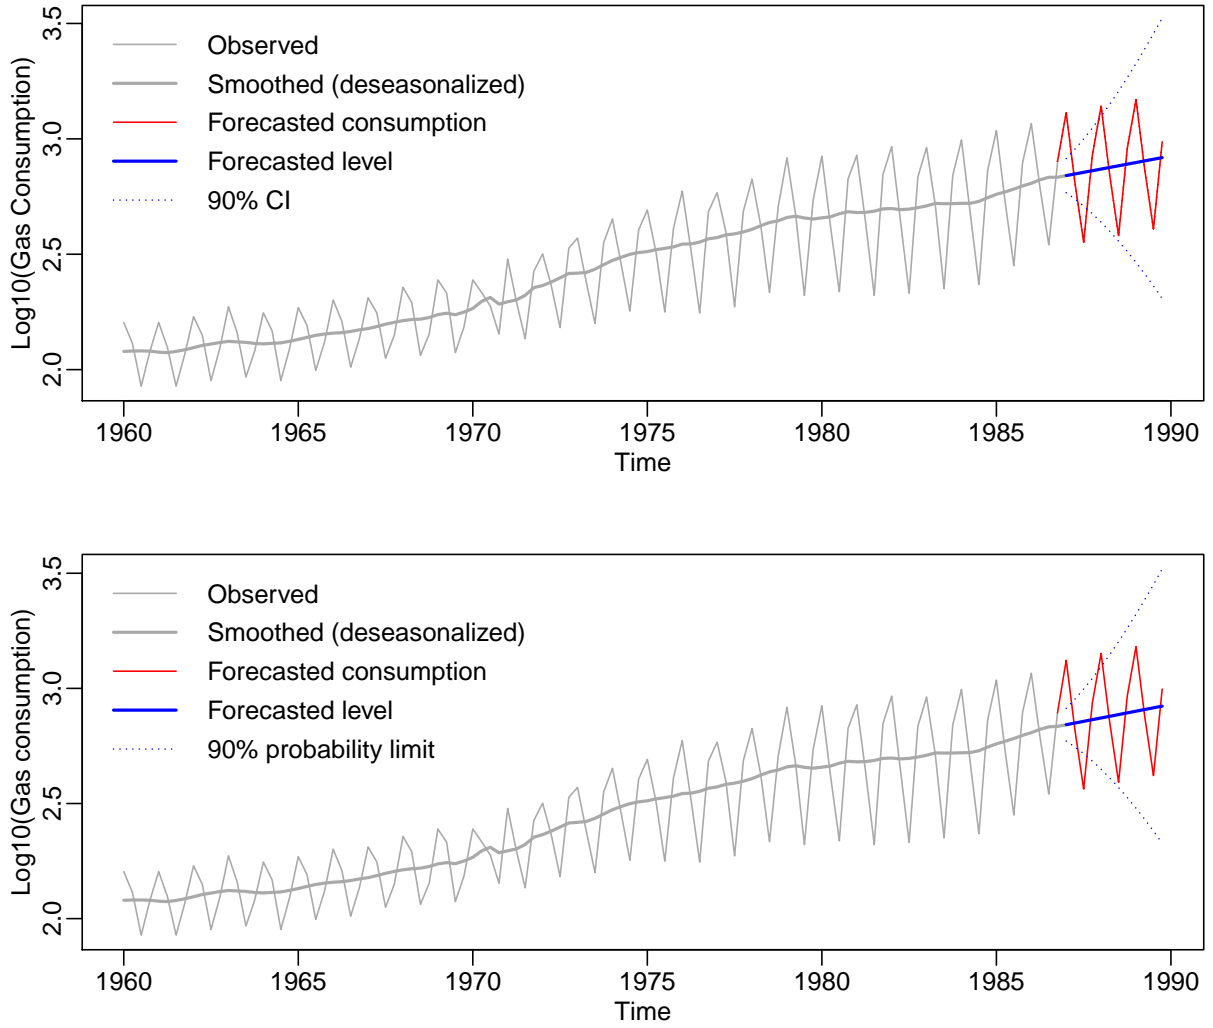 3.5
3.0
2.5
2.0
Log10(Gas Consumption)
Observed
Smoothed (deseasonalized)
Forecasted consumption
Forecasted level
90% CI
1960 1965 1970 1975 1980 1985 1990
Time
3.5
3.0
2.5
2.0
Log10(Gas consumption)
Observed
Smoothed (deseasonalized)
Forecasted consumption
Forecasted level
90% probability limit
1960 1965 1970 1975 1980 1985 1990
Time